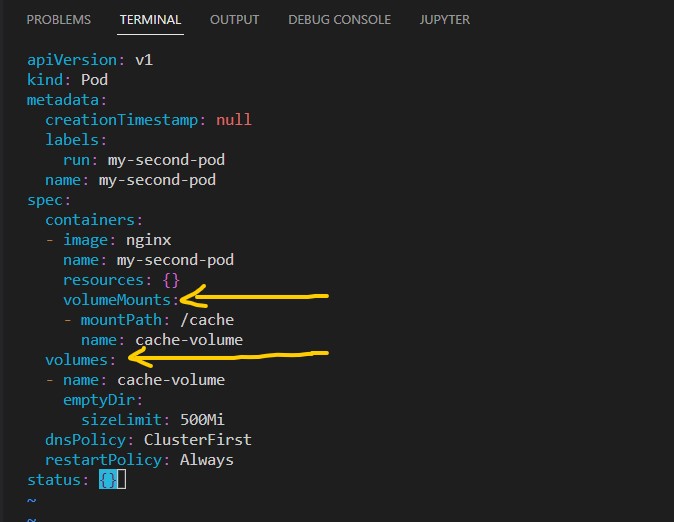 PROBLEMS TERMINAL OUTPUT DEBUG CONSOLE JUPYTER
apiVersion: v1
kind: Pod
metadata:
  creationTimestamp: null
  labels:
    run: my-second-pod
  name: my-second-pod
spec:
  containers:
  - image: nginx
    name: my-second-pod
    resources: {}
    volumeMounts:
    - mountPath: /cache
      name: cache-volume
  volumes:
  - name: cache-volume
    emptyDir:
      sizeLimit: 500Mi
  dnsPolicy: ClusterFirst
  restartPolicy: Always
status: {}
~
~